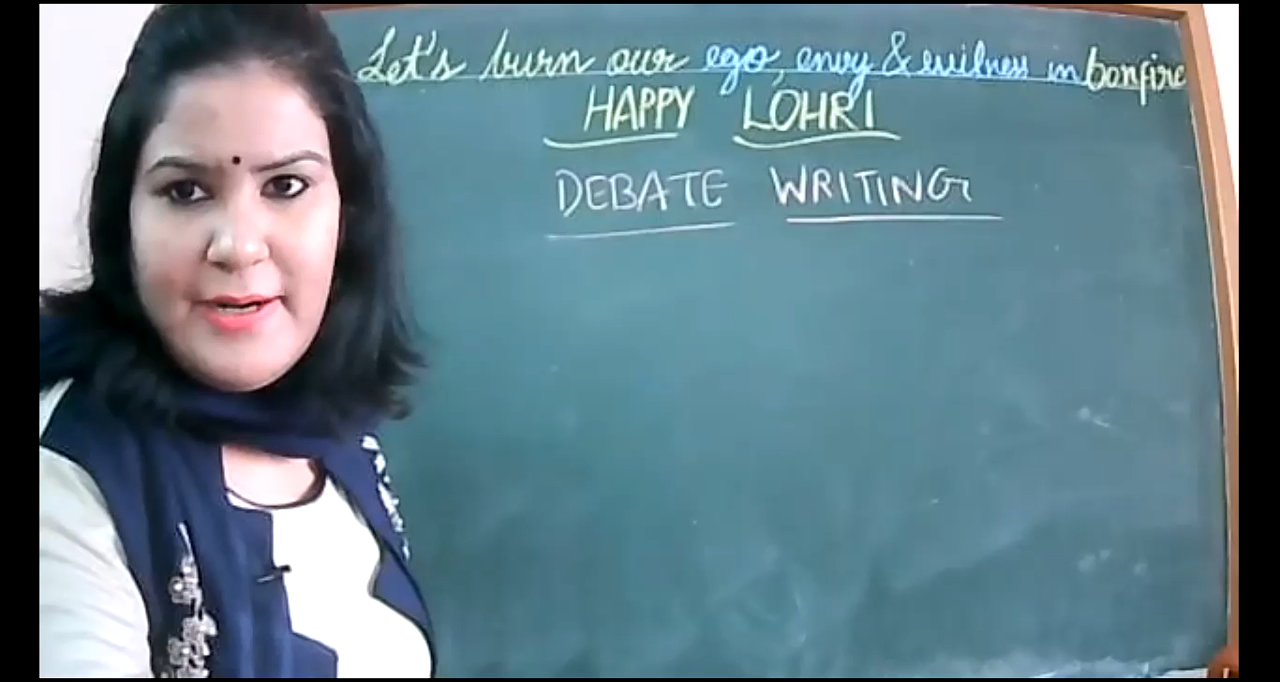 Let's burn our ego, envy & evilness in bonfire
HAPPY LOHRI
DEBATE WRITING